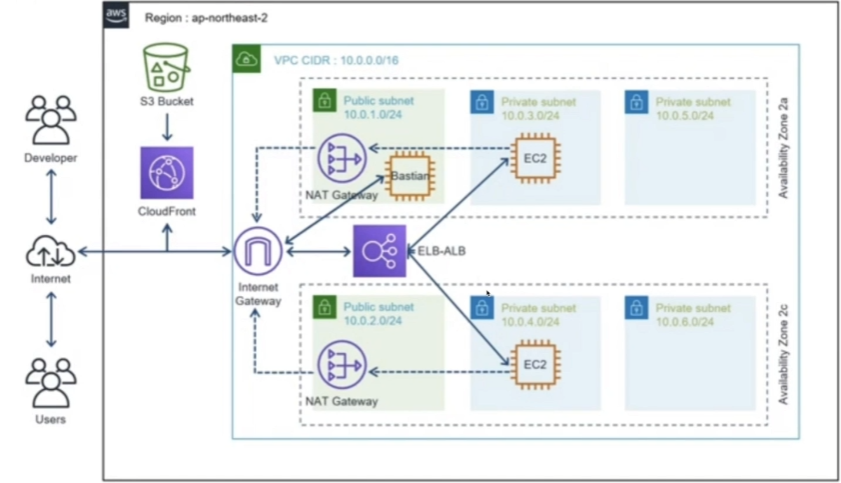 aws
Region : ap-northeast-2
S3 Bucket
VPC CIDR : 10.0.0.0/16
Public subnet
10.0.1.0/24
Private subnet
10.0.3.0/24
Private subnet
10.0.5.0/24
Availability Zone 2a
Developer
CloudFront
NAT Gateway
Bastian
EC2
Internet
Internet
Gateway
ELB-ALB
Public subnet
10.0.2.0/24
Private subnet
10.0.4.0/24
Private subnet
10.0.6.0/24
Availability Zone 2c
EC2
NAT Gateway
Users